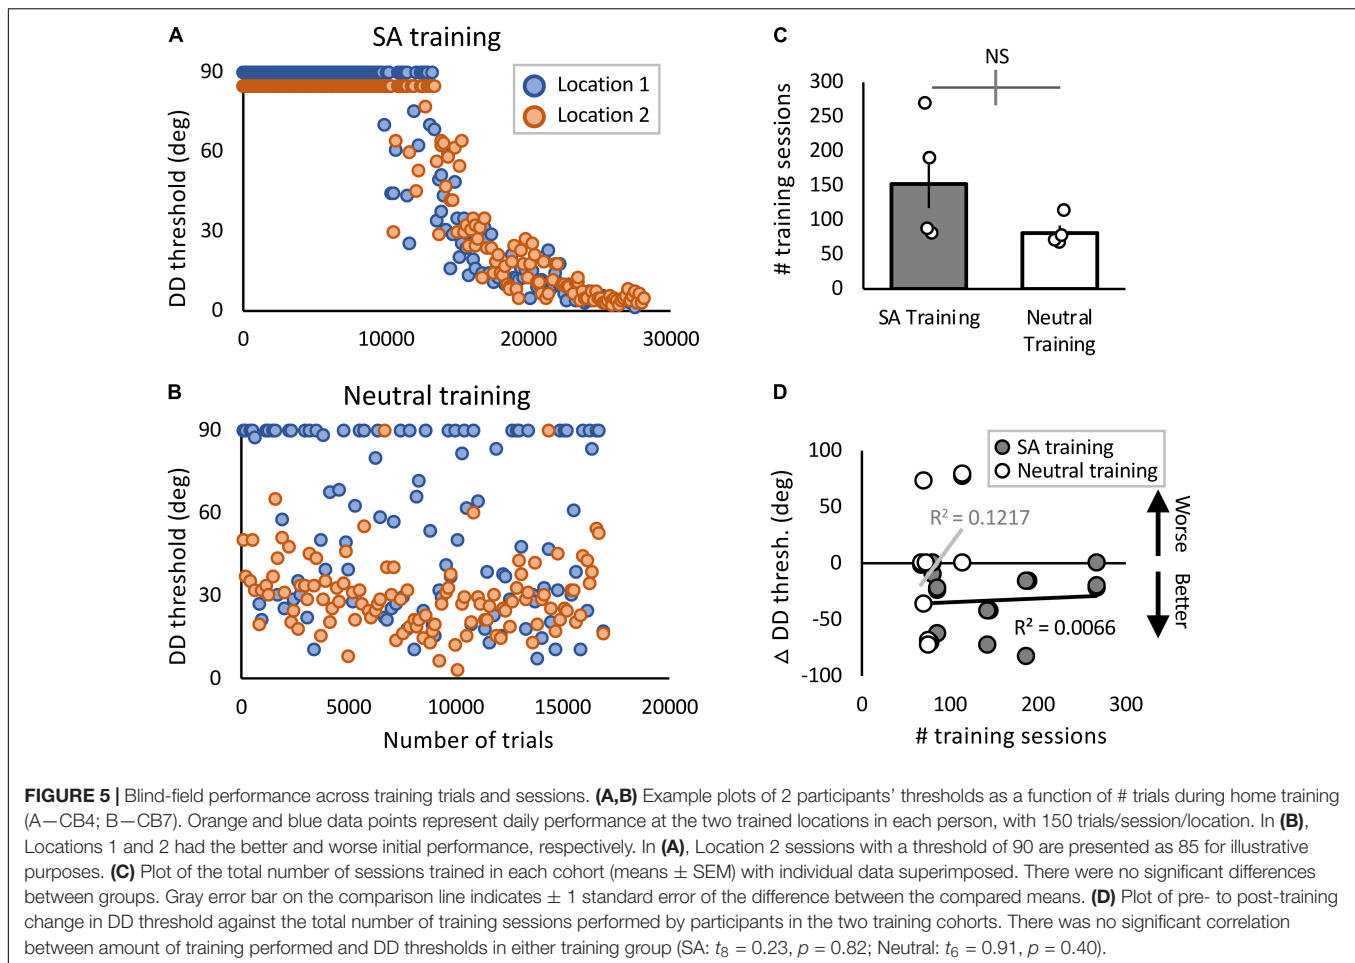 A
SA training
90
60
30
0
DD threshold (deg)
Location 1
Location 2
0
10000
20000
30000
B
Neutral training
90
60
30
0
DD threshold (deg)
0
5000
10000
15000
20000
Number of trials
C
NS
300
250
200
150
100
50
0
# training sessions
SA Training
Neutral
Training
D
SA training
Neutral training
100
50
0
-50
-100
Δ DD thresh. (deg)
R² = 0.1217
R² = 0.0066
Worse
Better
0
100
200
300
# training sessions
FIGURE 5 | Blind-field performance across training trials and sessions. (A,B) Example plots of 2 participants' thresholds as a function of # trials during home training
(A—CB4; B—CB7). Orange and blue data points represent daily performance at the two trained locations in each person, with 150 trials/session/location. In (B),
Locations 1 and 2 had the better and worse initial performance, respectively. In (A), Location 2 sessions with a threshold of 90 are presented as 85 for illustrative
purposes. (C) Plot of the total number of sessions trained in each cohort (means ± SEM) with individual data superimposed. There were no significant differences
between groups. Gray error bar on the comparison line indicates ± 1 standard error of the difference between the compared means. (D) Plot of pre- to post-training
change in DD threshold against the total number of training sessions performed by participants in the two training cohorts. There was no significant correlation
between amount of training performed and DD thresholds in either training group (SA: t₈ = 0.23, p = 0.82; Neutral: t₆ = 0.91, p = 0.40).